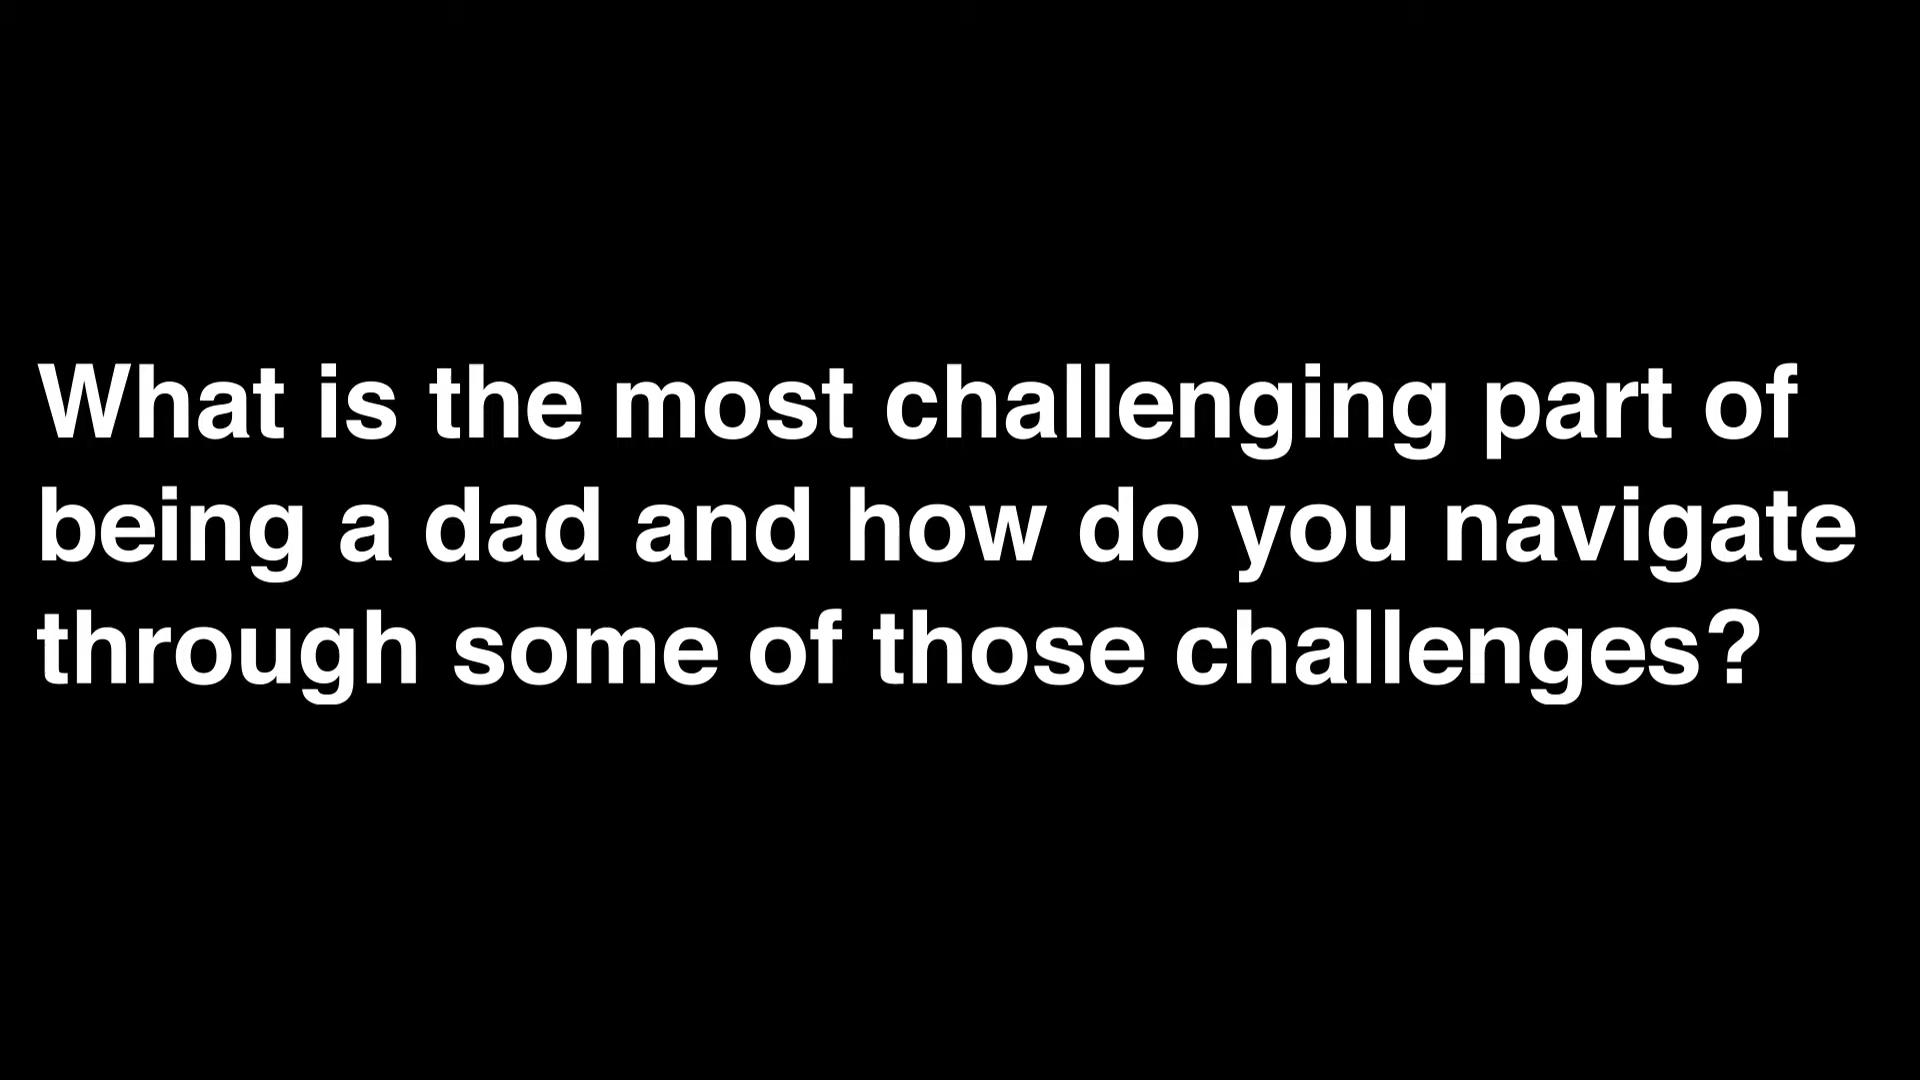 What is the most challenging part of
being a dad and how do you navigate
through some of those challenges?